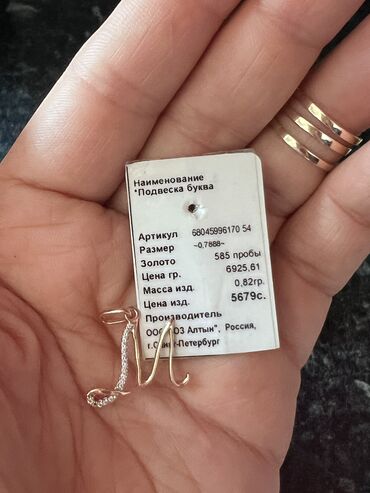 Наименование
*Подвеска буква
Артикул 68045996170 54
Размер ~0,7888~
Золото 585 пробы
Цена гр. 6925,61
Масса изд. 0,82гр.
Цена изд. 5679с.
Производитель
Алтын", Россия,